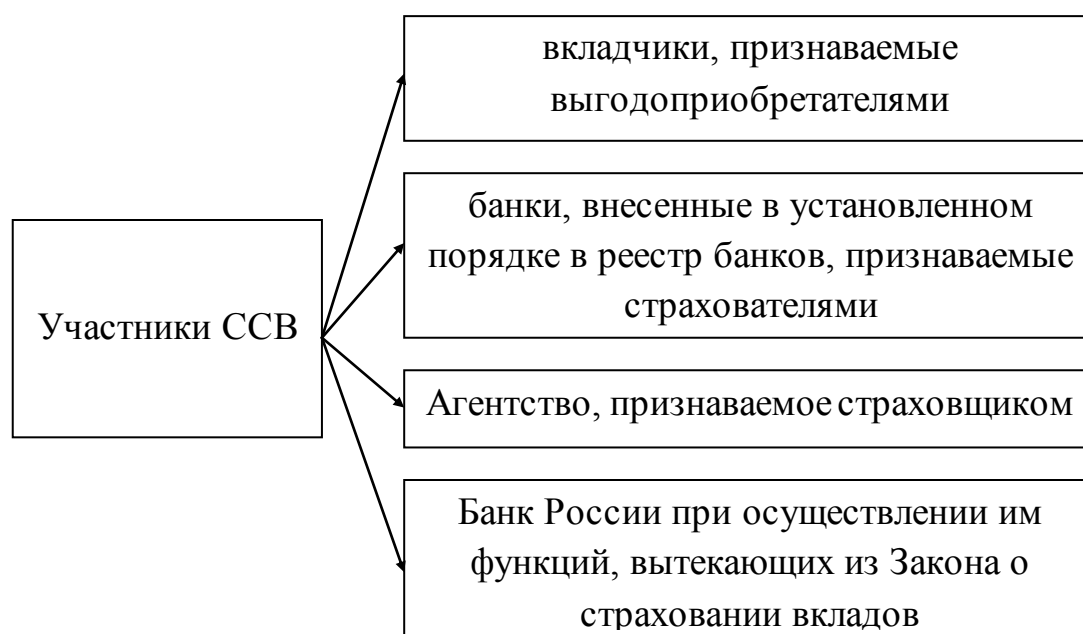 вкладчики, признаваемые
выгодоприобретателями
банки, внесенные в установленном
порядке в реестр банков, признаваемые
страхователями
Участники ССВ
Агентство, признаваемое страховщиком
Банк России при осуществлении им
функций, вытекающих из Закона о
страховании вкладов